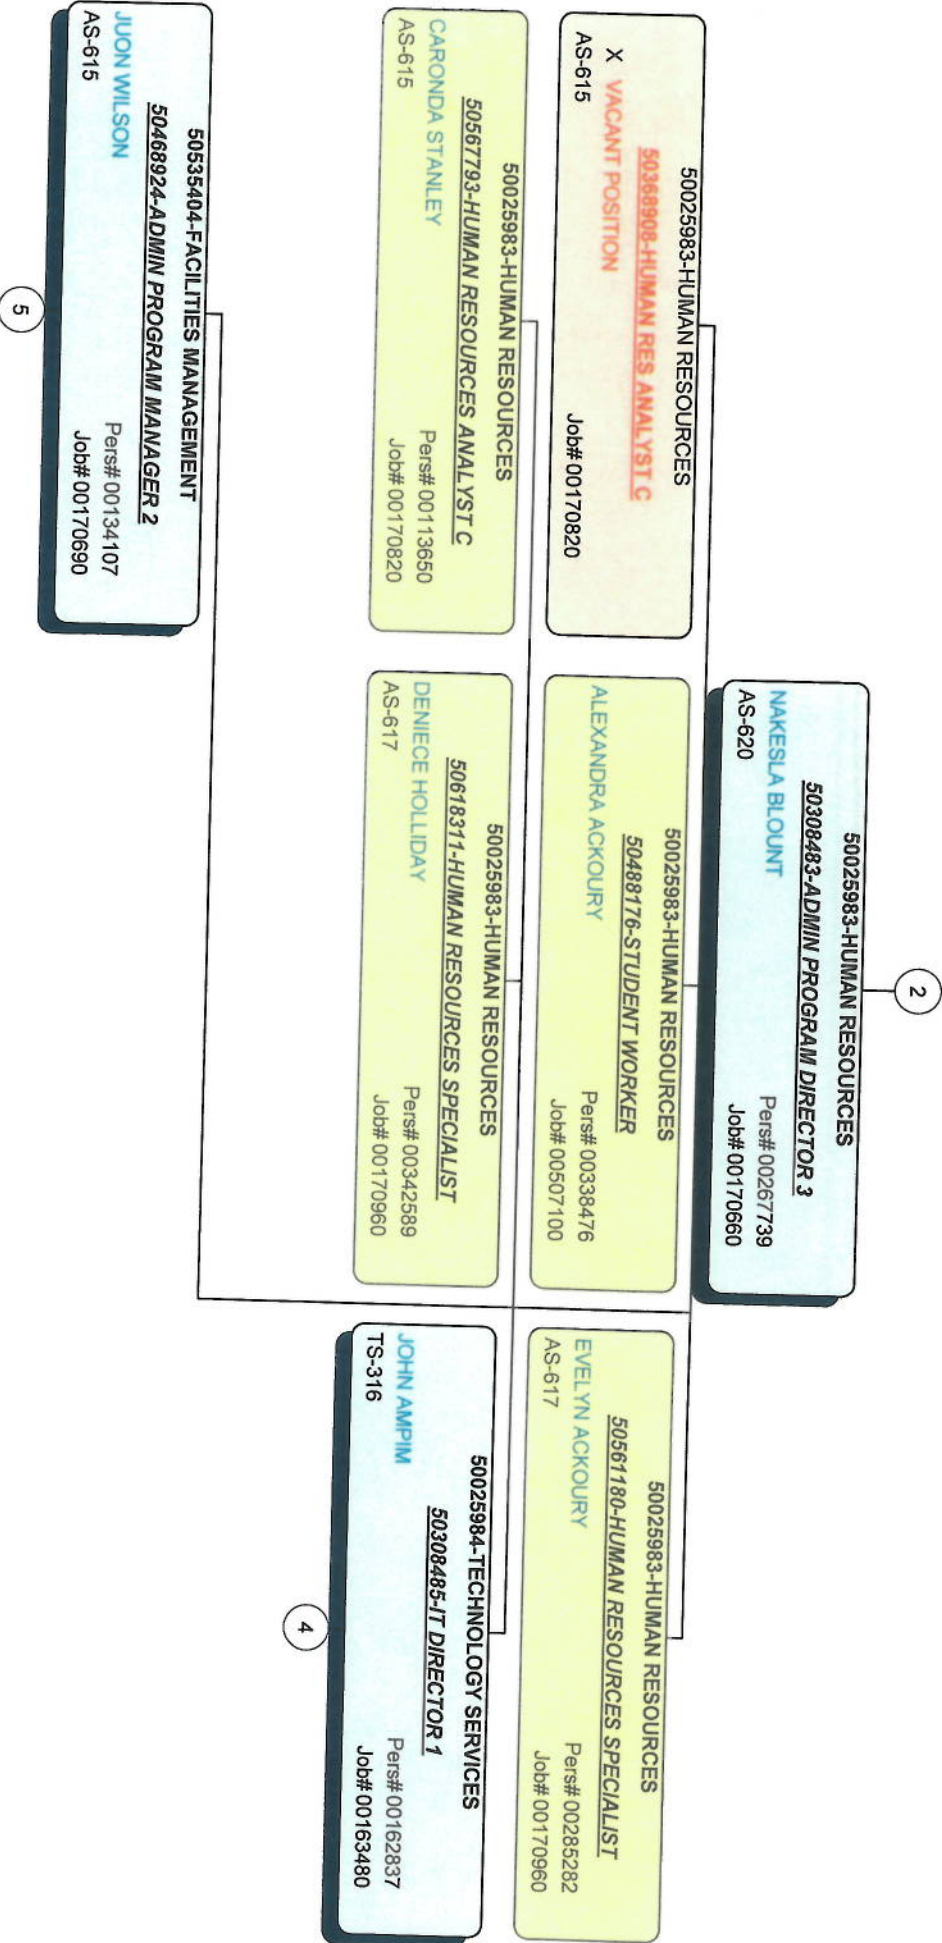 2
50025983-HUMAN RESOURCES
50308483-ADMIN PROGRAM DIRECTOR 3
NAKESLA BLOUNT
Pers# 00267739
AS-620
Job# 00170660
50025983-HUMAN RESOURCES
50368908-HUMAN RES ANALYST C
X VACANT POSITION
AS-615
Job# 00170820
50025983-HUMAN RESOURCES
50488176-STUDENT WORKER
ALEXANDRA ACKOURY
Pers# 00338476
Job# 00507100
50025983-HUMAN RESOURCES
50561180-HUMAN RESOURCES SPECIALIST
EVELYN ACKOURY
Pers# 00285282
AS-617
Job# 00170960
50025983-HUMAN RESOURCES
50567793-HUMAN RESOURCES ANALYST C
CARONDA STANLEY
Pers# 00113650
AS-615
Job# 00170820
50025983-HUMAN RESOURCES
50618311-HUMAN RESOURCES SPECIALIST
DENIECE HOLLIDAY
Pers# 00342589
AS-617
Job# 00170960
50025984-TECHNOLOGY SERVICES
50308485-IT DIRECTOR 1
JOHN AMPIM
Pers# 00162837
TS-316
Job# 00163480
4
50535404-FACILITIES MANAGEMENT
50468924-ADMIN PROGRAM MANAGER 2
JUON WILSON
Pers# 00134107
AS-615
Job# 00170690
5